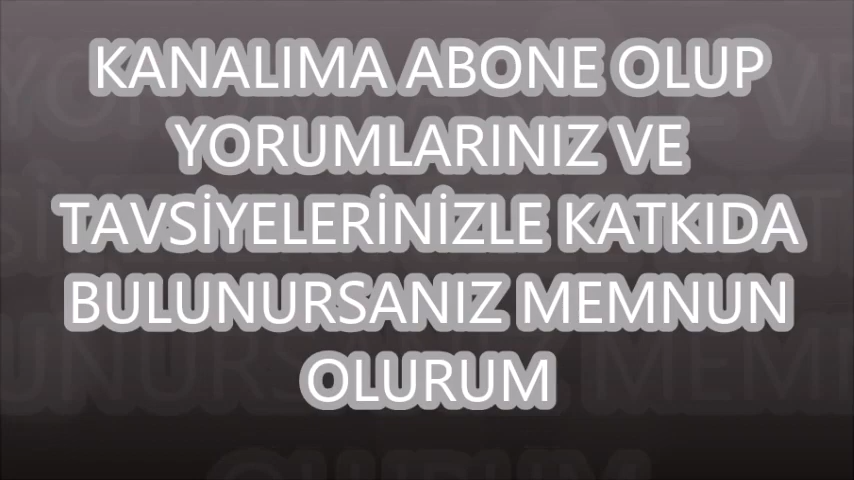 KANALIMA ABONE OLUP
YORUMLARINIZ VE
TAVSİYELERİNİZLE KATKIDA
BULUNURSANIZ MEMNUN
OLURUM